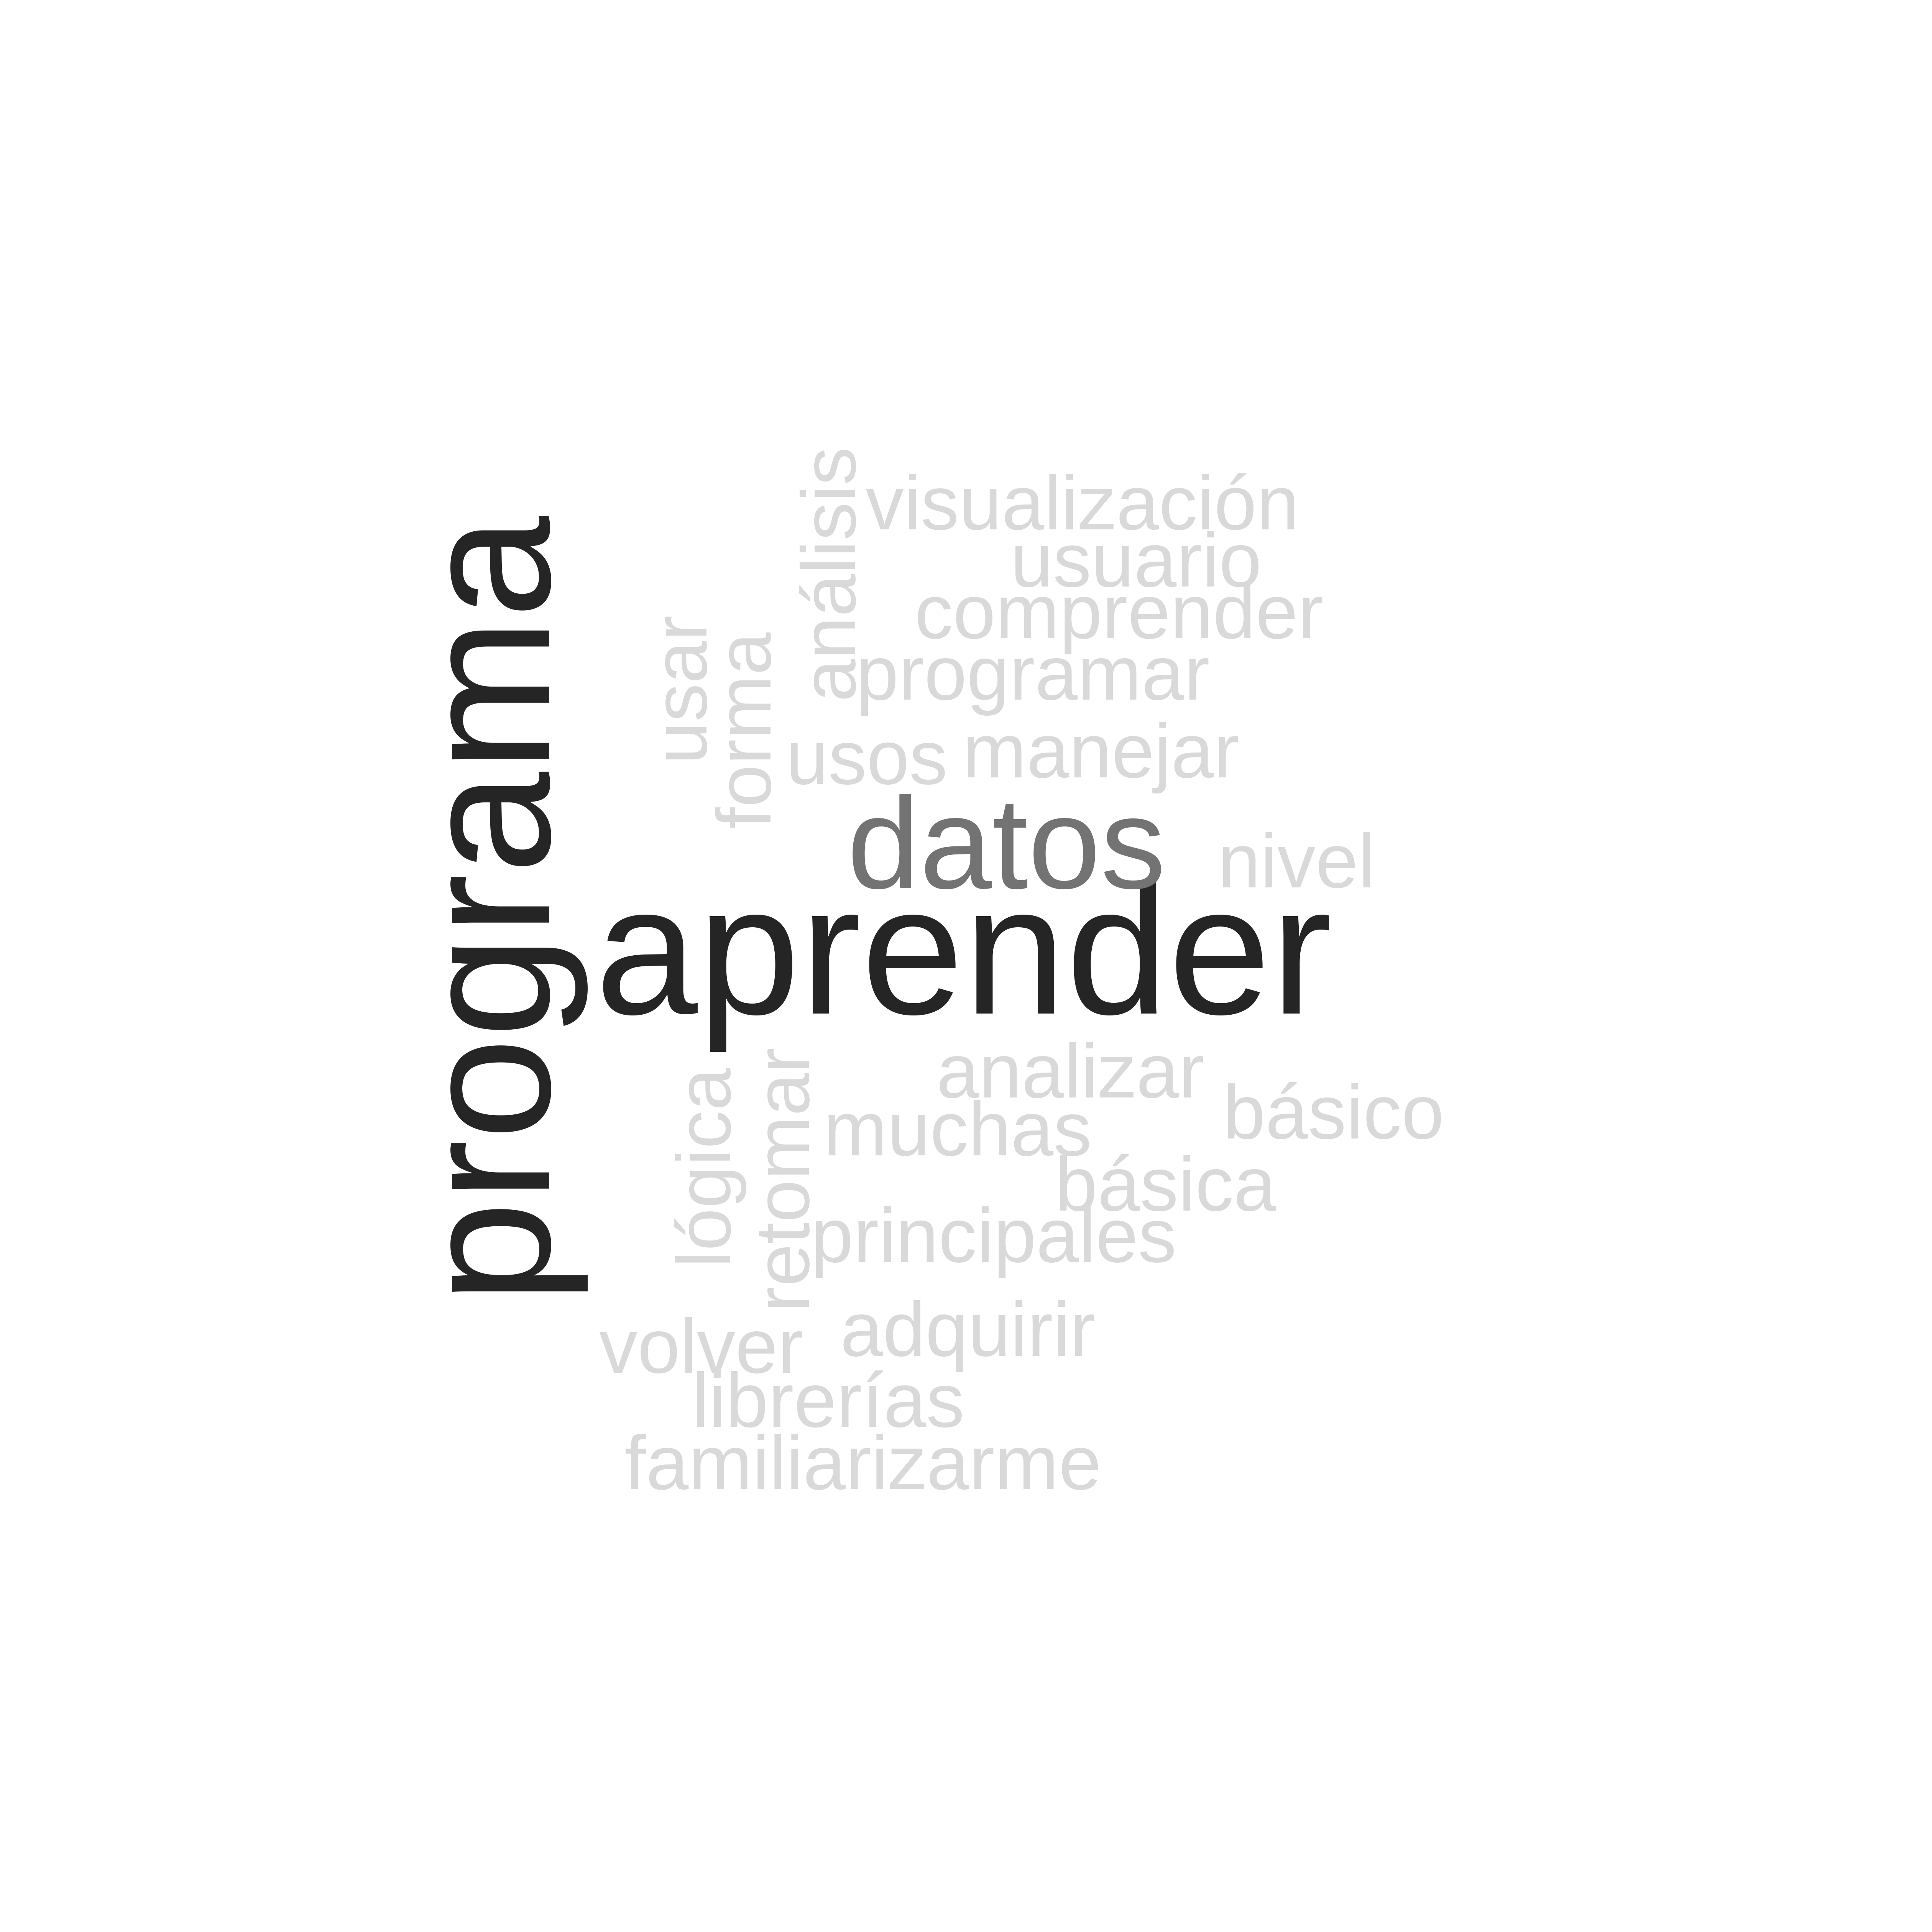 programa
análisis
visualización
usuario
comprender
programar
usar
forma
usos
manejar
datos
nivel
aprender
analizar
básico
muchas
básica
lógica
retomar
principales
adquirir
volver
librerías
familiarizarme